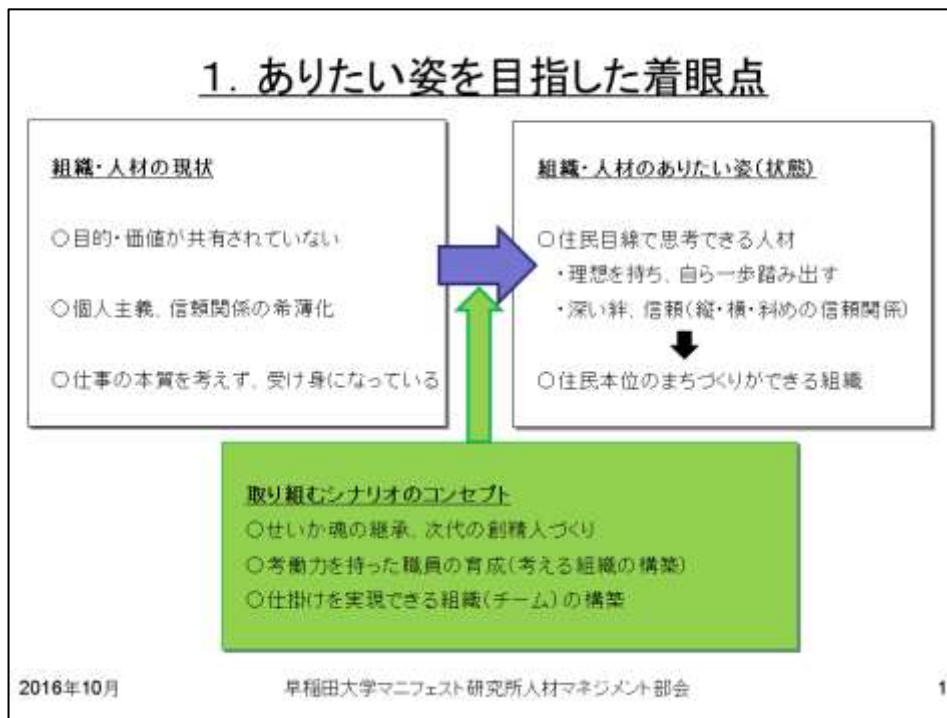 １．ありたい姿を目指した着眼点
組織・人材の現状
○目的・価値が共有されていない
○個人主義、信頼関係の希薄化
○仕事の本質を考えず、受け身になっている
組織・人材のありたい姿（状態）
○住民目線で思考できる人材
・理想を持ち、自ら一歩踏み出す
・深い絆、信頼（縦・横・斜めの信頼関係）
○住民本位のまちづくりができる組織
取り組むシナリオのコンセプト
○せいか魂の継承、次代の創精人づくり
○考働力を持った職員の育成（考える組織の構築）
○仕掛けを実現できる組織（チーム）の構築
2016年10月
早稲田大学マニフェスト研究所人材マネジメント部会
1